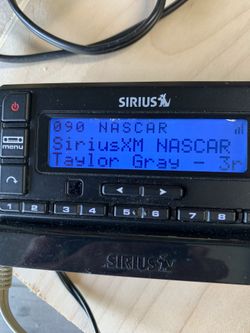 SIRIUS
090 NASCAR
SiriusXM NASCAR
menu
Taylor Gray - 3r
1 2 3 4 5 6 7 8
SIRIUS